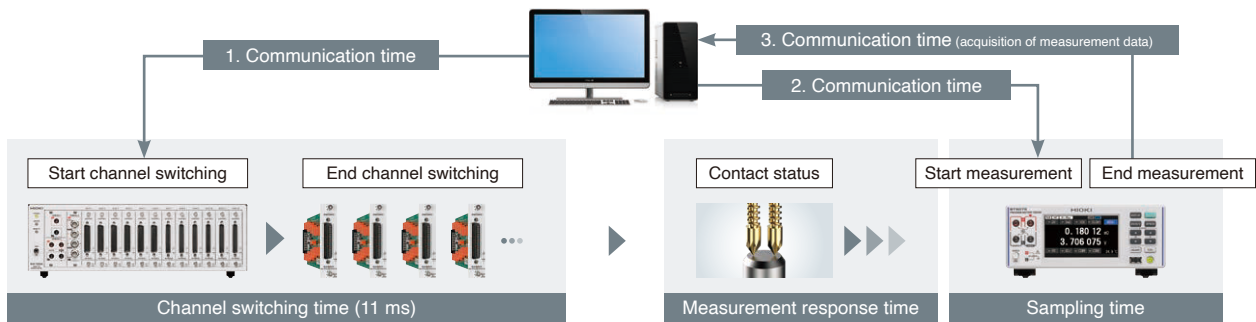 1. Communication time
3. Communication time (acquisition of measurement data)
2. Communication time
Start channel switching
End channel switching
Contact status
Start measurement
End measurement
HIOKI
0.180 12
3.706 075
Channel switching time (11 ms)
Measurement response time
Sampling time